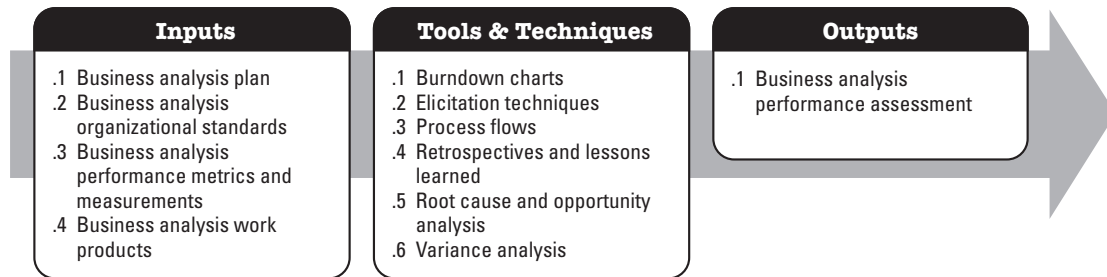 Inputs
.1 Business analysis plan
.2 Business analysis
organizational standards
.3 Business analysis
performance metrics and
measurements
.4 Business analysis work
products
Tools & Techniques
.1 Burndown charts
.2 Elicitation techniques
.3 Process flows
.4 Retrospectives and lessons
learned
.5 Root cause and opportunity
analysis
.6 Variance analysis
Outputs
.1 Business analysis
performance assessment